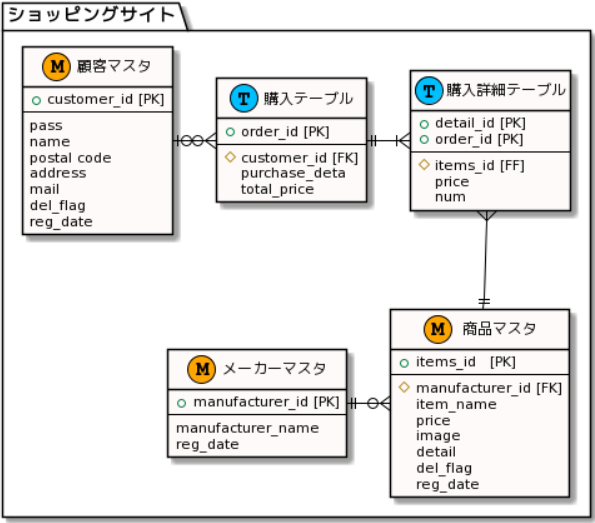 ショッピングサイト
M 顧客マスタ
customer_id [PK]
pass
name
postal code
address
mail
del_flag
reg_date
T 購入テーブル
order_id [PK]
customer_id [FK]
purchase_deta
total_price
T 購入詳細テーブル
detail_id [PK]
order_id [PK]
items_id [FF]
price
num
M メーカーマスタ
manufacturer_id [PK]
manufacturer_name
reg_date
M 商品マスタ
items_id [PK]
manufacturer_id [FK]
item_name
price
image
detail
del_flag
reg_date